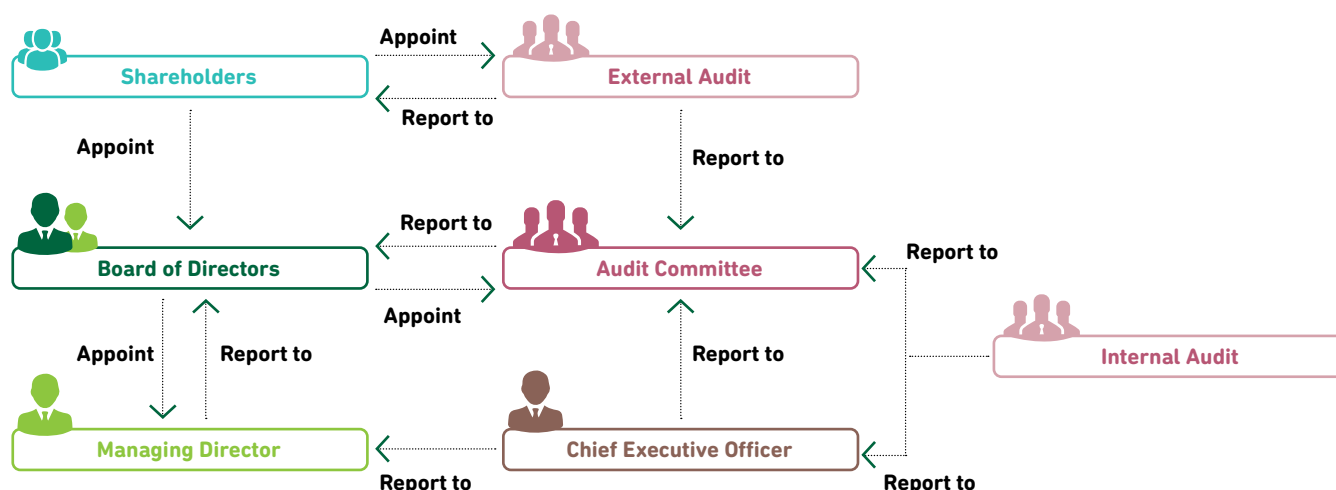 Appoint
Shareholders
External Audit
Report to
Appoint
Report to
Report to
Board of Directors
Audit Committee
Report to
Appoint
Internal Audit
Appoint
Report to
Report to
Managing Director
Chief Executive Officer
Report to
Report to